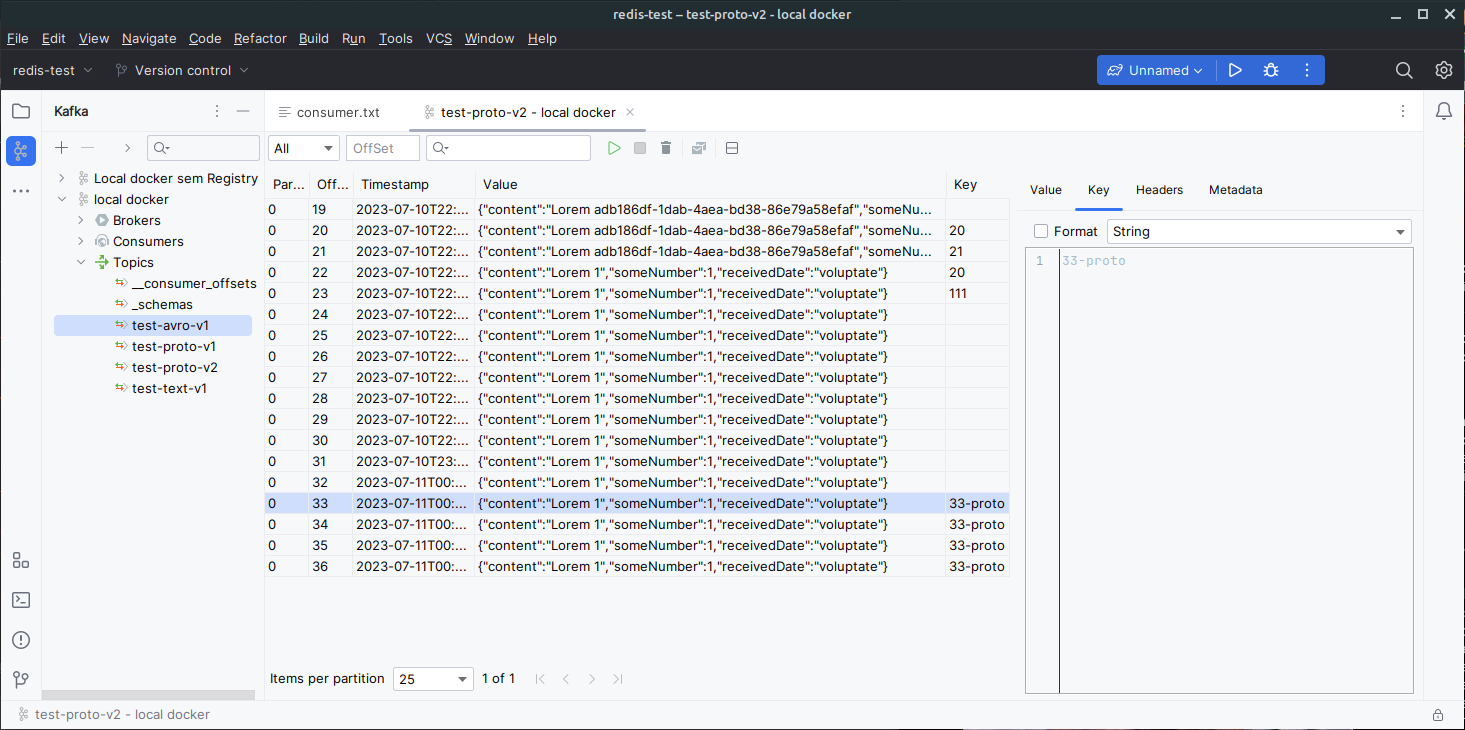 redis-test – test-proto-v2 - local docker
File Edit View Navigate Code Refactor Build Run Tools VCS Window Help
redis-test Version control Unnamed
Kafka
consumer.txt test-proto-v2 - local docker
All OffSet
Local docker sem Registry
local docker
Brokers
Consumers
Topics
__consumer_offsets
_schemas
test-avro-v1
test-proto-v1
test-proto-v2
test-text-v1
Par... Off... Timestamp Value Key
0 19 2023-07-10T22:... {"content":"Lorem adb186df-1dab-4aea-bd38-86e79a58efaf","someNu...
0 20 2023-07-10T22:... {"content":"Lorem adb186df-1dab-4aea-bd38-86e79a58efaf","someNu... 20
0 21 2023-07-10T22:... {"content":"Lorem adb186df-1dab-4aea-bd38-86e79a58efaf","someNu... 21
0 22 2023-07-10T22:... {"content":"Lorem 1","someNumber":1,"receivedDate":"voluptate"} 20
0 23 2023-07-10T22:... {"content":"Lorem 1","someNumber":1,"receivedDate":"voluptate"} 111
0 24 2023-07-10T22:... {"content":"Lorem 1","someNumber":1,"receivedDate":"voluptate"}
0 25 2023-07-10T22:... {"content":"Lorem 1","someNumber":1,"receivedDate":"voluptate"}
0 26 2023-07-10T22:... {"content":"Lorem 1","someNumber":1,"receivedDate":"voluptate"}
0 27 2023-07-10T22:... {"content":"Lorem 1","someNumber":1,"receivedDate":"voluptate"}
0 28 2023-07-10T22:... {"content":"Lorem 1","someNumber":1,"receivedDate":"voluptate"}
0 29 2023-07-10T22:... {"content":"Lorem 1","someNumber":1,"receivedDate":"voluptate"}
0 30 2023-07-10T22:... {"content":"Lorem 1","someNumber":1,"receivedDate":"voluptate"}
0 31 2023-07-10T23:... {"content":"Lorem 1","someNumber":1,"receivedDate":"voluptate"}
0 32 2023-07-11T00:... {"content":"Lorem 1","someNumber":1,"receivedDate":"voluptate"}
0 33 2023-07-11T00:... {"content":"Lorem 1","someNumber":1,"receivedDate":"voluptate"} 33-proto
0 34 2023-07-11T00:... {"content":"Lorem 1","someNumber":1,"receivedDate":"voluptate"} 33-proto
0 35 2023-07-11T00:... {"content":"Lorem 1","someNumber":1,"receivedDate":"voluptate"} 33-proto
0 36 2023-07-11T00:... {"content":"Lorem 1","someNumber":1,"receivedDate":"voluptate"} 33-proto
Items per partition 25 1 of 1
Value Key Headers Metadata
Format String
1 33-proto
test-proto-v2 - local docker